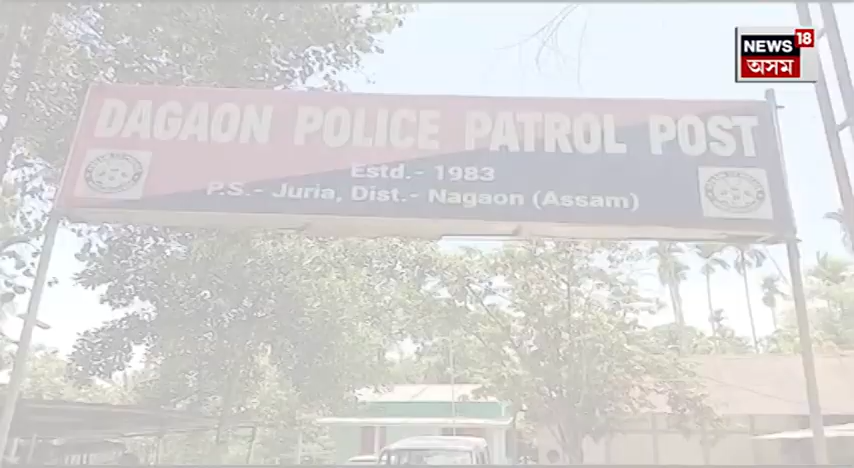 NEWS 18
অসম
DAGAON POLICE PATROL POST
Estd.- 1983
P.S.- Juria, Dist.- Nagaon (Assam)